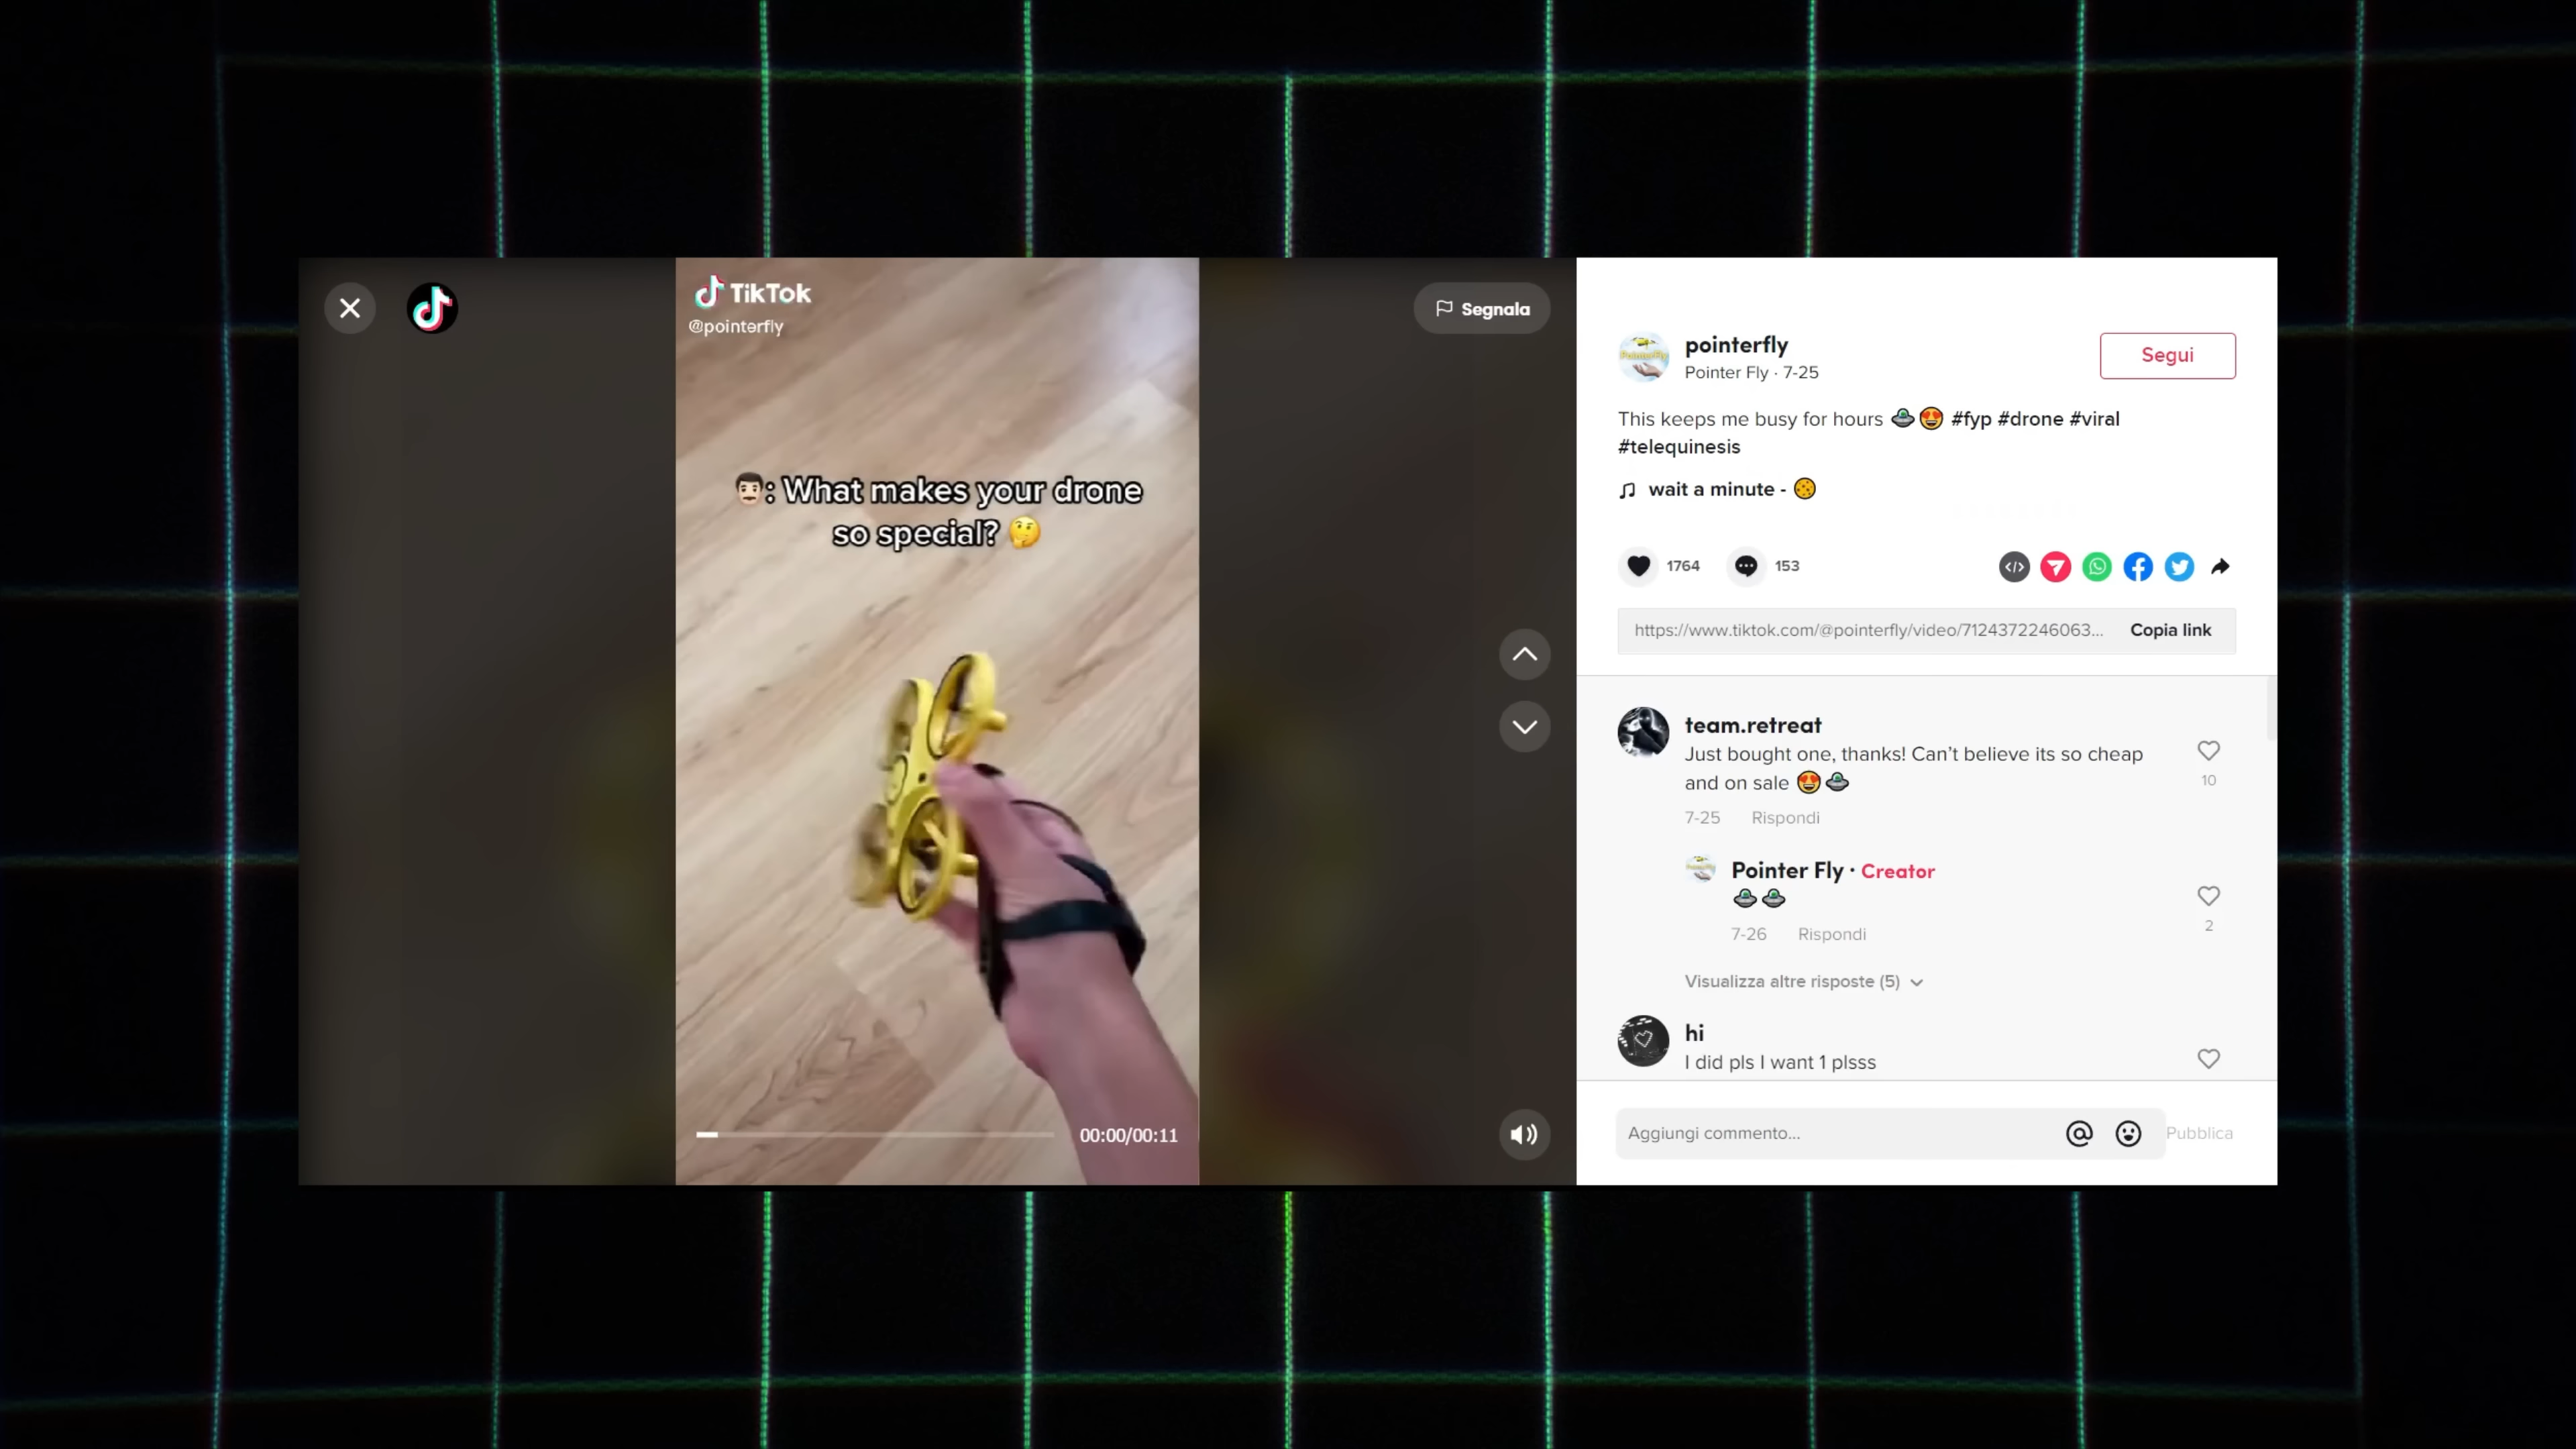 TikTok
@pointerfly
Segnala
: What makes your drone
so special?
00:00/00:11
pointerfly
Pointer Fly · 7-25
Segui
This keeps me busy for hours 🛸😍 #fyp #drone #viral
#telequinesis
wait a minute - 🍪
1764
153
https://www.tiktok.com/@pointerfly/video/7124372246063...
Copia link
team.retreat
Just bought one, thanks! Can't believe its so cheap
and on sale 😍🛸
10
7-25 Rispondi
Pointer Fly · Creator
🛸🛸
2
7-26 Rispondi
Visualizza altre risposte (5)
hi
I did pls I want 1 plsss
Aggiungi commento...
Pubblica